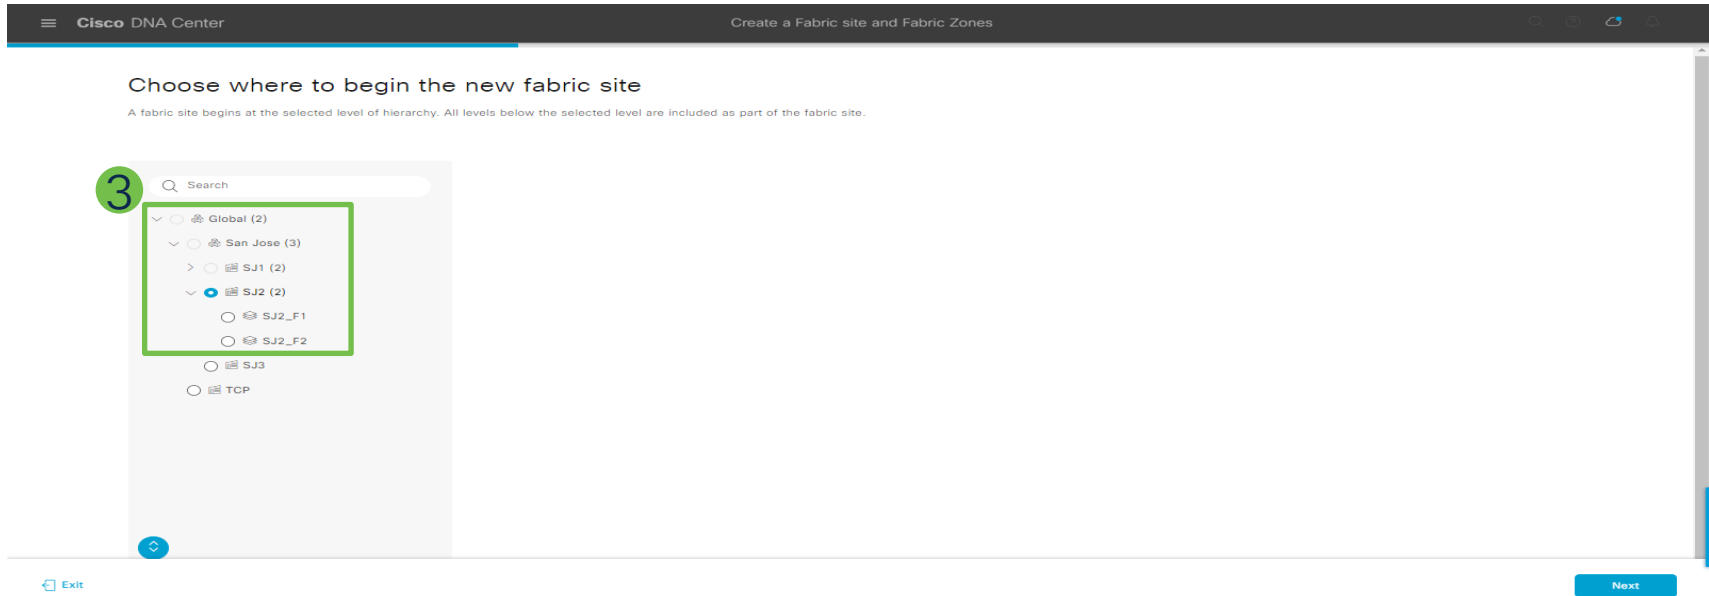 Cisco DNA Center
Create a Fabric site and Fabric Zones
Choose where to begin the new fabric site
A fabric site begins at the selected level of hierarchy. All levels below the selected level are included as part of the fabric site.
3
Search
Global (2)
San Jose (3)
SJ1 (2)
SJ2 (2)
SJ2_F1
SJ2_F2
SJ3
TCP
Exit
Next